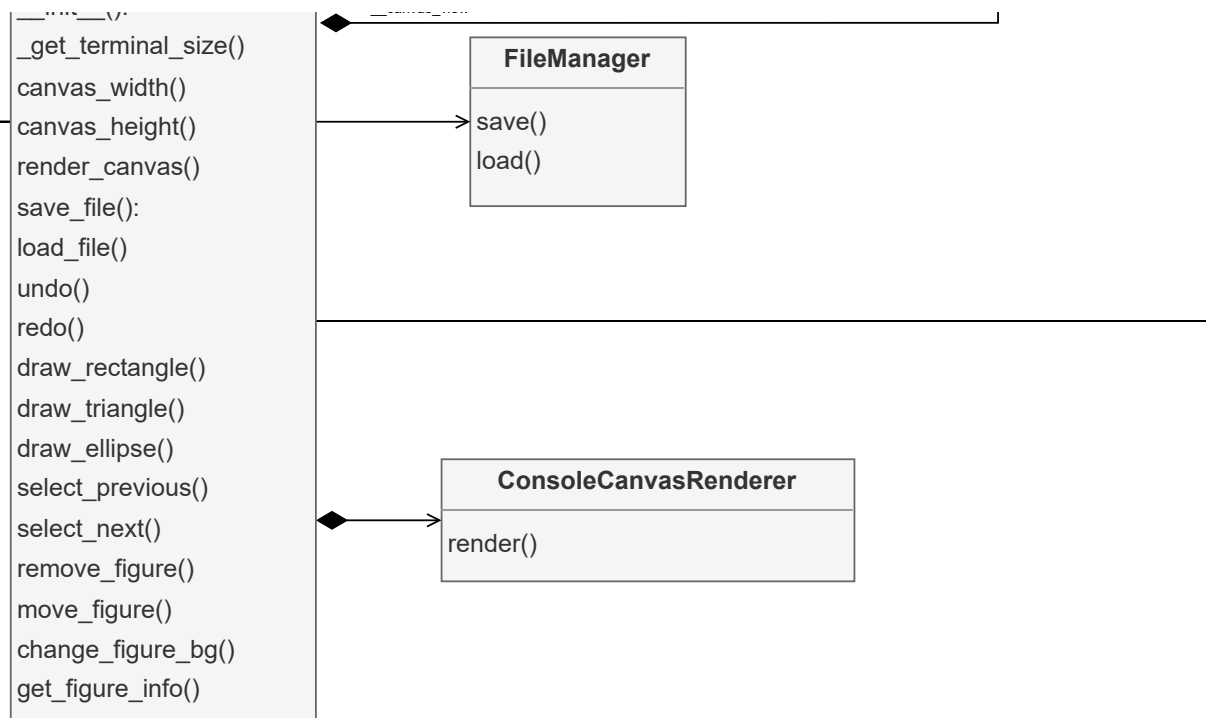 _get_terminal_size()
canvas_width()
canvas_height()
render_canvas()
save_file():
load_file()
undo()
redo()
draw_rectangle()
draw_triangle()
draw_ellipse()
select_previous()
select_next()
remove_figure()
move_figure()
change_figure_bg()
get_figure_info()
FileManager
save()
load()
ConsoleCanvasRenderer
render()